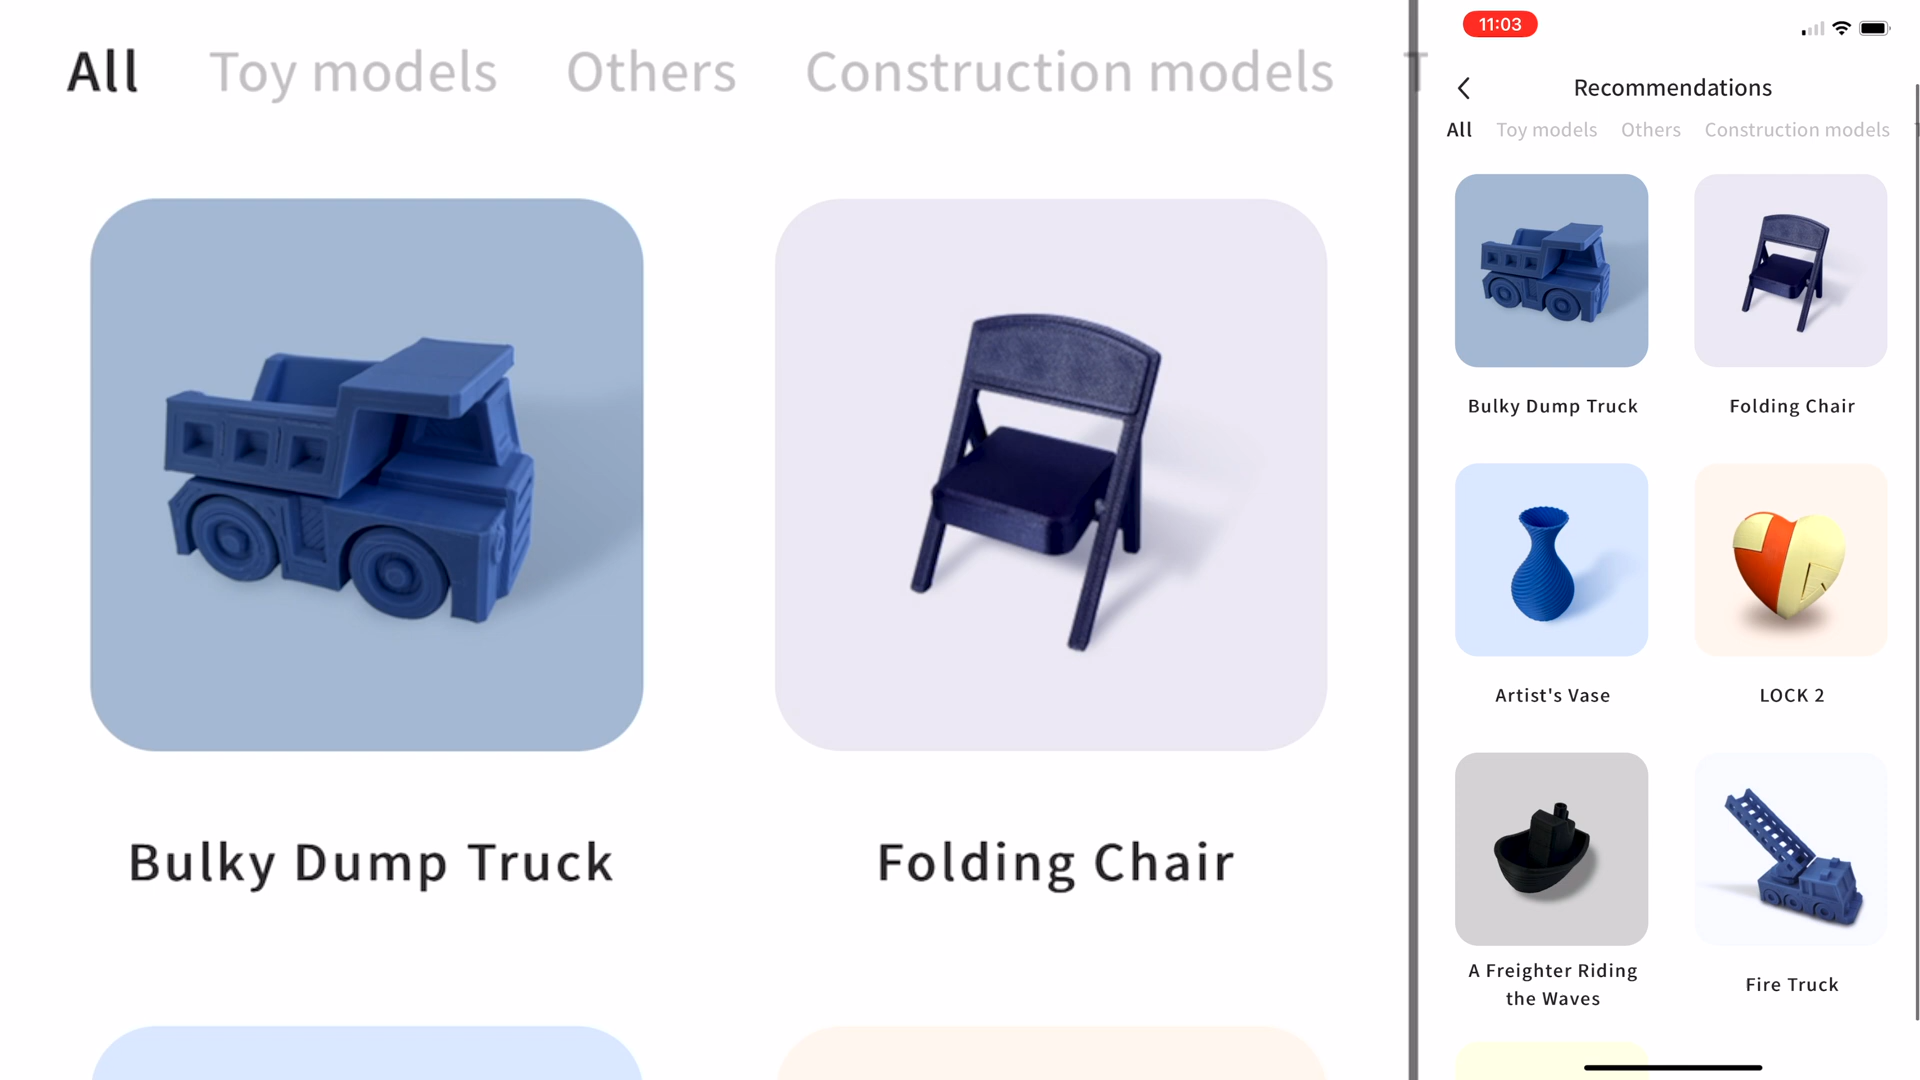 All Toy models Others Construction models T
Bulky Dump Truck Folding Chair
11:03
Recommendations
All Toy models Others Construction models
Bulky Dump Truck Folding Chair
Artist's Vase LOCK 2
A Freighter Riding
the Waves
Fire Truck